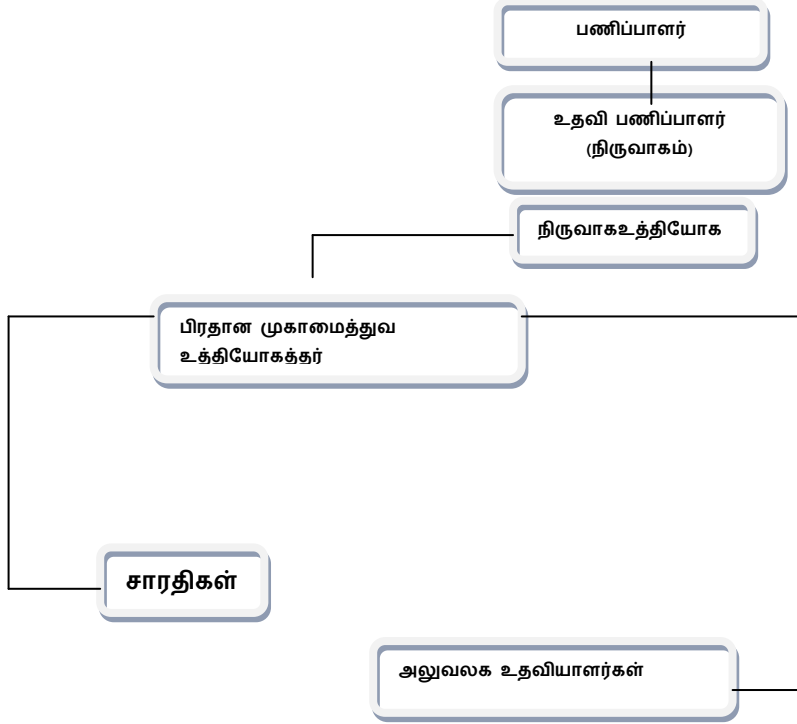 பணிப்பாளர்
உதவி பணிப்பாளர்
(நிருவாகம்)
நிருவாகஉத்தியோக
பிரதான முகாமைத்துவ
உத்தியோகத்தர்
சாரதிகள்
அலுவலக உதவியாளர்கள்